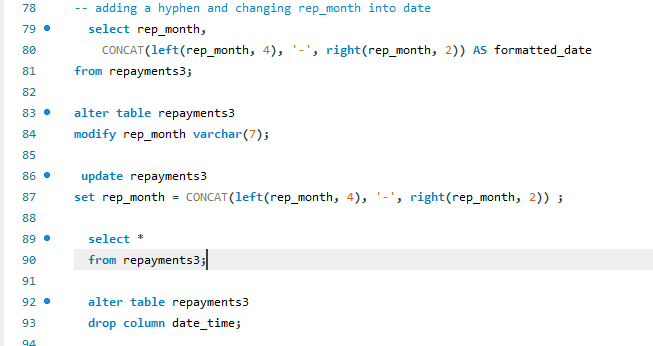 78 -- adding a hyphen and changing rep_month into date
79 select rep_month,
80 CONCAT(left(rep_month, 4), '-', right(rep_month, 2)) AS formatted_date
81 from repayments3;
82
83 alter table repayments3
84 modify rep_month varchar(7);
85
86 update repayments3
87 set rep_month = CONCAT(left(rep_month, 4), '-', right(rep_month, 2)) ;
88
89 select *
90 from repayments3;
91
92 alter table repayments3
93 drop column date_time;
94